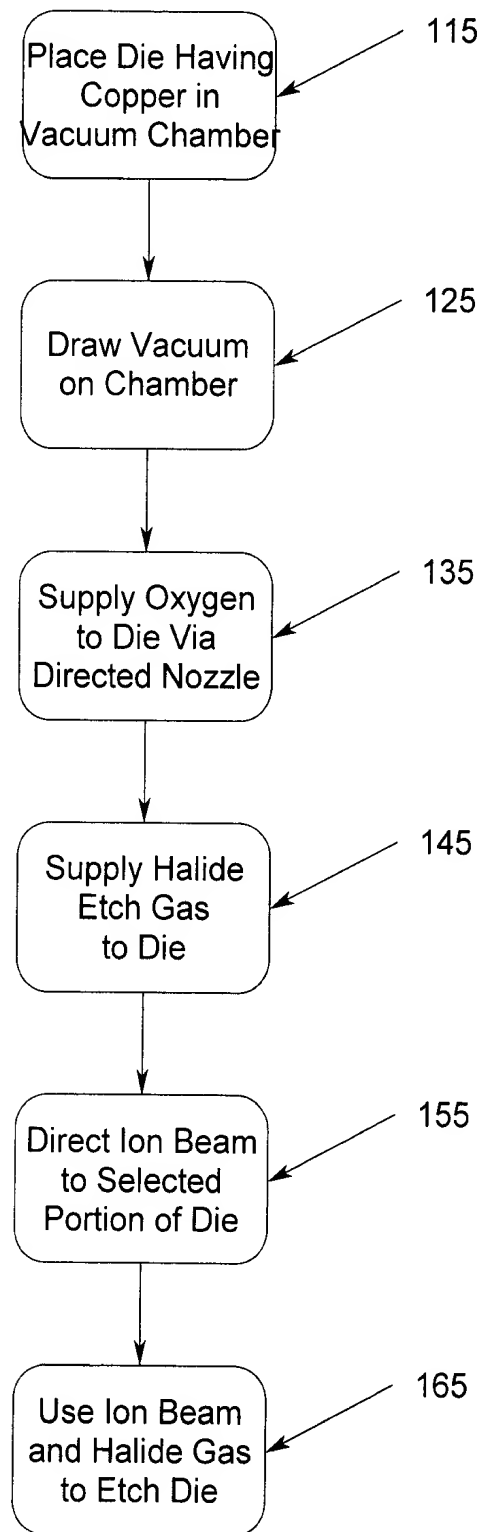 Place Die Having
Copper in
Vacuum Chamber
115
Draw Vacuum
on Chamber
125
Supply Oxygen
to Die Via
Directed Nozzle
135
Supply Halide
Etch Gas
to Die
145
Direct Ion Beam
to Selected
Portion of Die
155
Use Ion Beam
and Halide Gas
to Etch Die
165